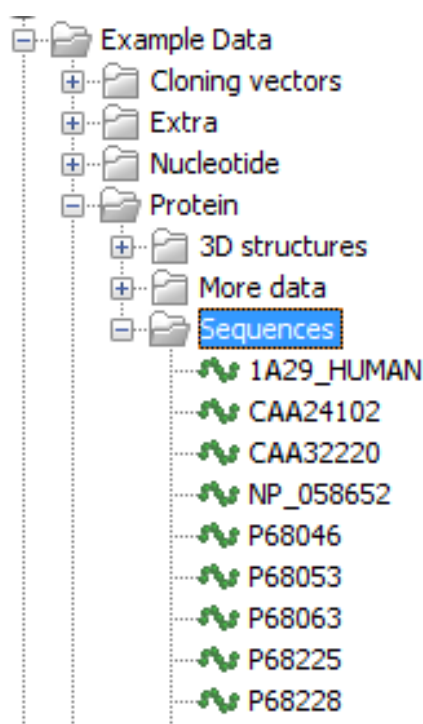 Example Data
Cloning vectors
Extra
Nucleotide
Protein
3D structures
More data
Sequences
1A29_HUMAN
CAA24102
CAA32220
NP_058652
P68046
P68053
P68063
P68225
P68228